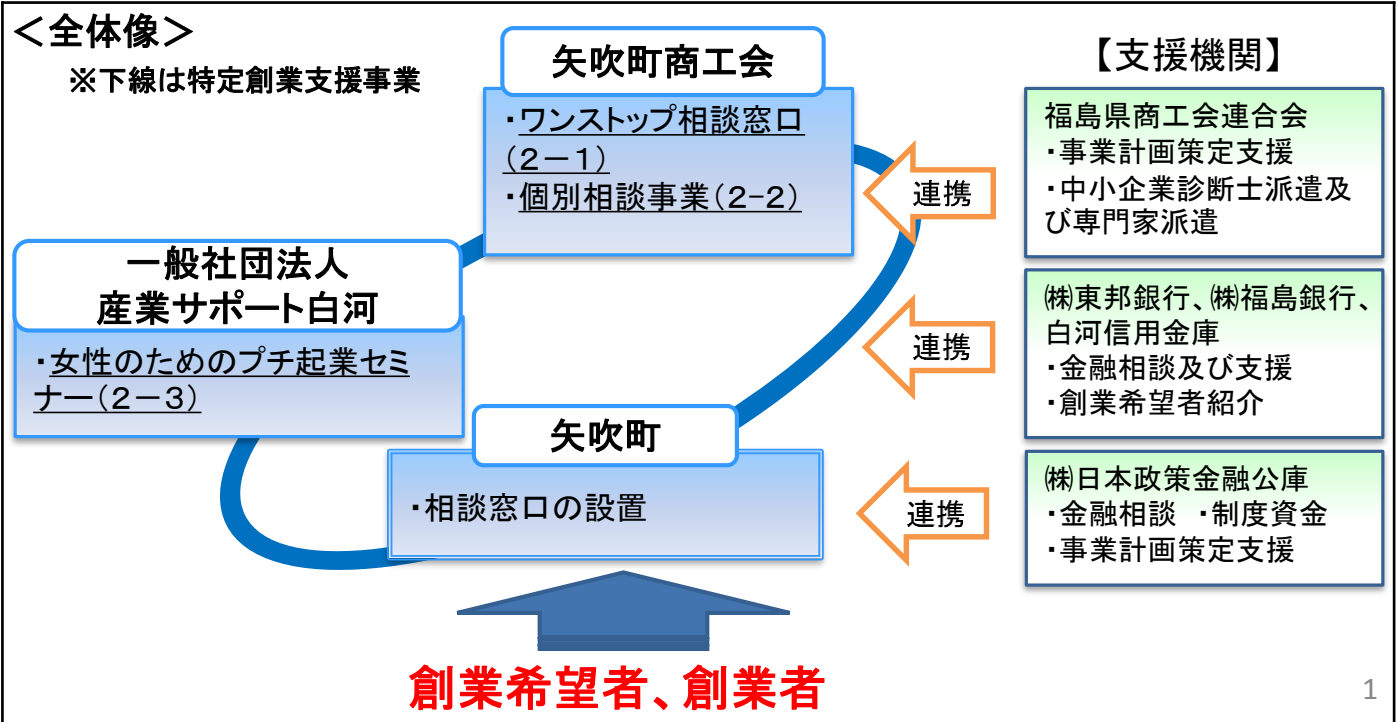 ＜全体像＞
※下線は特定創業支援事業
矢吹町商工会
・ワンストップ相談窓口
（２－１）
・個別相談事業（２-２）
一般社団法人
産業サポート白河
・女性のためのプチ起業セミ
ナー（２－３）
矢吹町
・相談窓口の設置
創業希望者、創業者
【支援機関】
福島県商工会連合会
・事業計画策定支援
・中小企業診断士派遣及
び専門家派遣
連携
㈱東邦銀行、㈱福島銀行、
白河信用金庫
・金融相談及び支援
・創業希望者紹介
連携
㈱日本政策金融公庫
・金融相談　・制度資金
・事業計画策定支援
連携
1